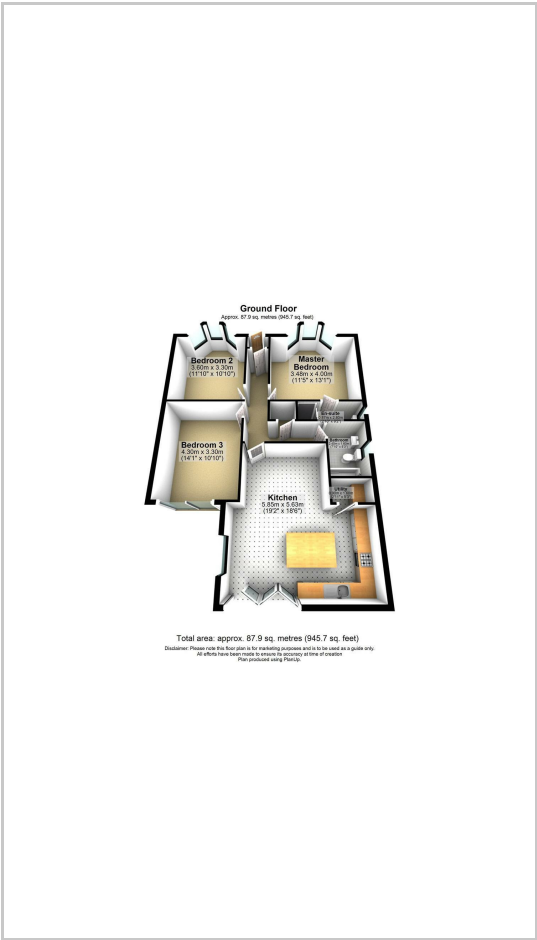 Ground Floor
Approx. 87.9 sq. metres (945.7 sq. feet)
Bedroom 2
3.60m x 3.30m
(11'10" x 10'10")
Master
Bedroom
3.48m x 4.00m
(11'5" x 13'1")
En-suite
Bathroom
Bedroom 3
4.30m x 3.30m
(14'1" x 10'10")
Utility
Kitchen
5.85m x 5.63m
(19'2" x 18'6")
Total area: approx. 87.9 sq. metres (945.7 sq. feet)
Disclaimer: Please note this floor plan is for marketing purposes and is to be used as a guide only.
All efforts have been made to ensure its accuracy at time of creation
Plan produced using PlanUp.